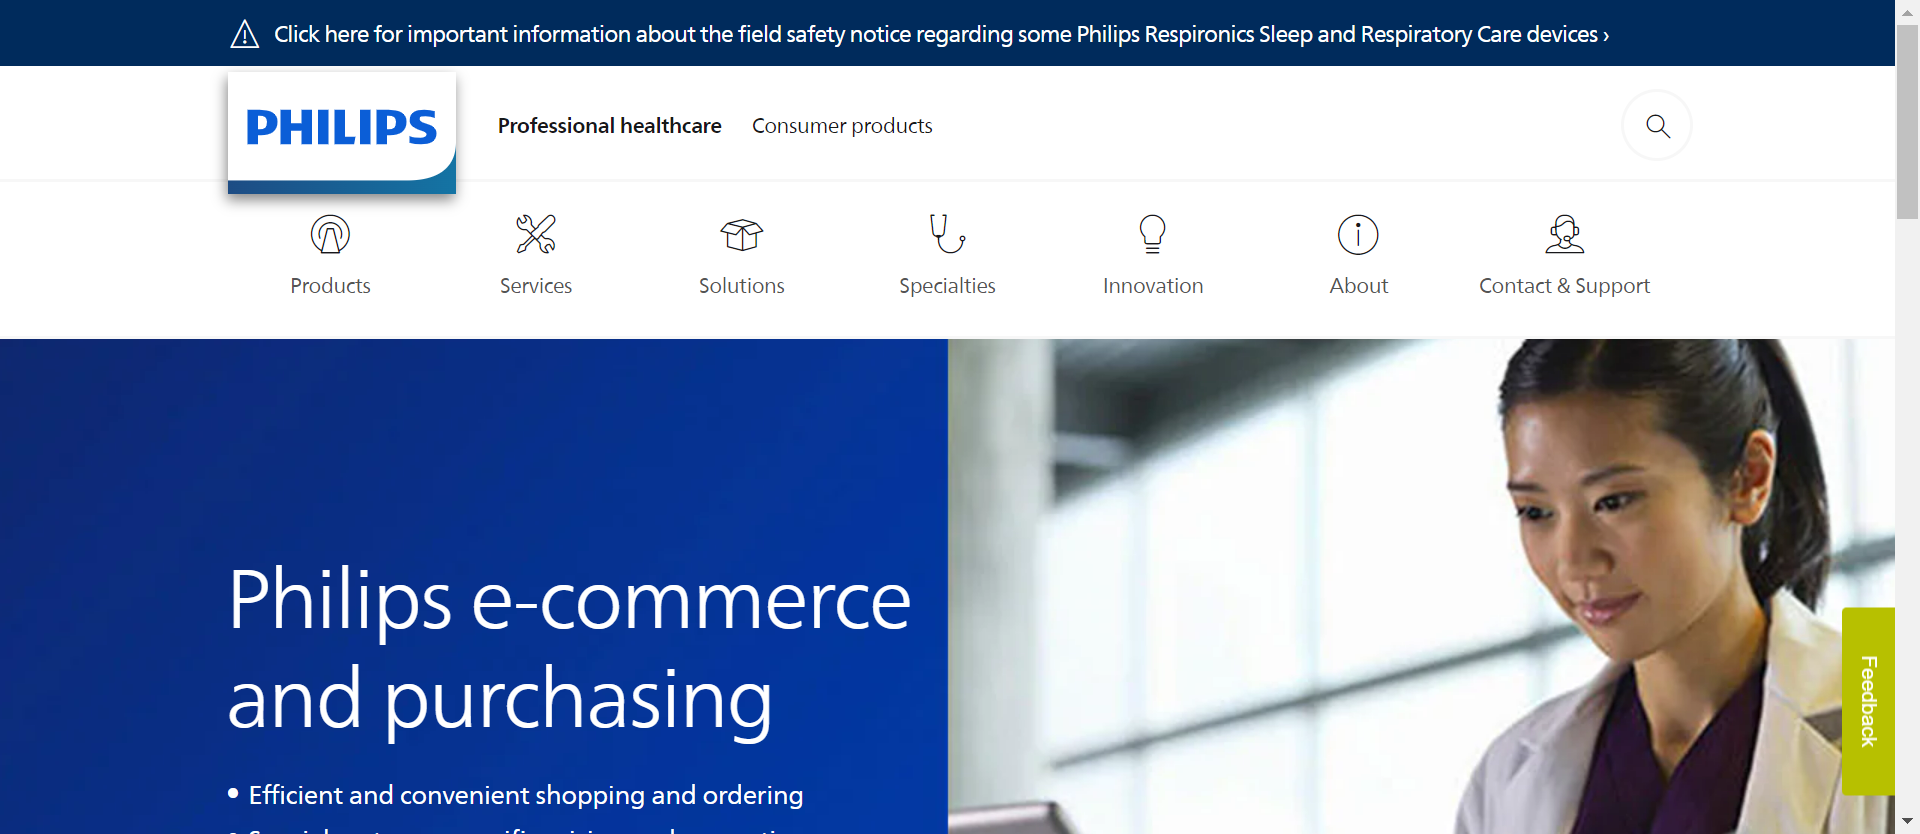 Click here for important information about the field safety notice regarding some Philips Respironics Sleep and Respiratory Care devices ›
PHILIPS
Professional healthcare
Consumer products
Products
Services
Solutions
Specialties
Innovation
About
Contact & Support
Philips e-commerce
and purchasing
• Efficient and convenient shopping and ordering
Feedback